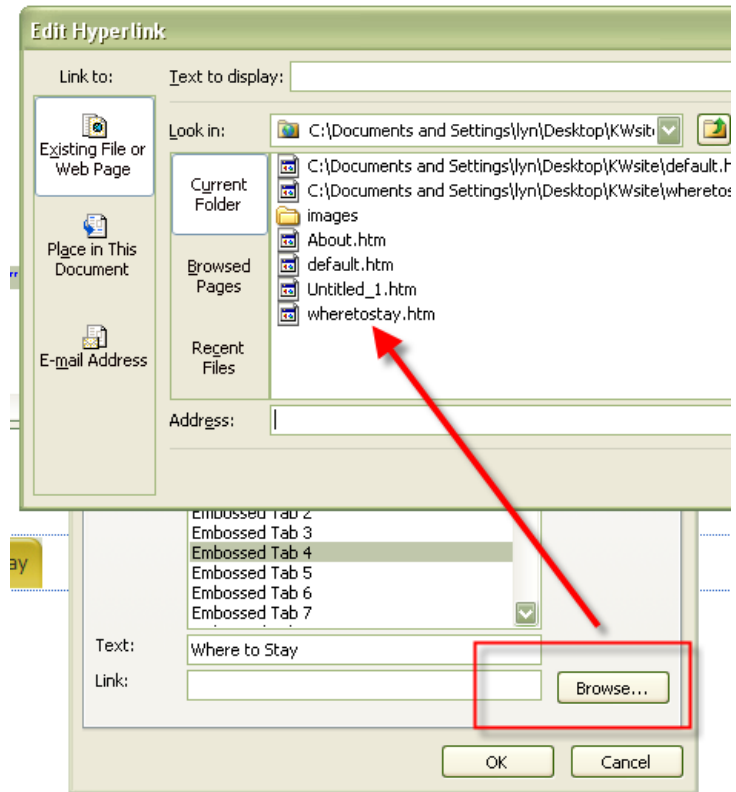 Edit Hyperlink
Link to:
Text to display:
Existing File or
Web Page
Place in This
Document
E-mail Address
Look in:
C:\Documents and Settings\lyn\Desktop\KWsite
Current
Folder
Browsed
Pages
Recent
Files
C:\Documents and Settings\lyn\Desktop\KWsite\default.h
C:\Documents and Settings\lyn\Desktop\KWsite\wheretos
images
About.htm
default.htm
Untitled_1.htm
wheretostay.htm
Address:
Embossed Tab 2
Embossed Tab 3
Embossed Tab 4
Embossed Tab 5
Embossed Tab 6
Embossed Tab 7
ay
Text:
Where to Stay
Link:
Browse...
OK
Cancel